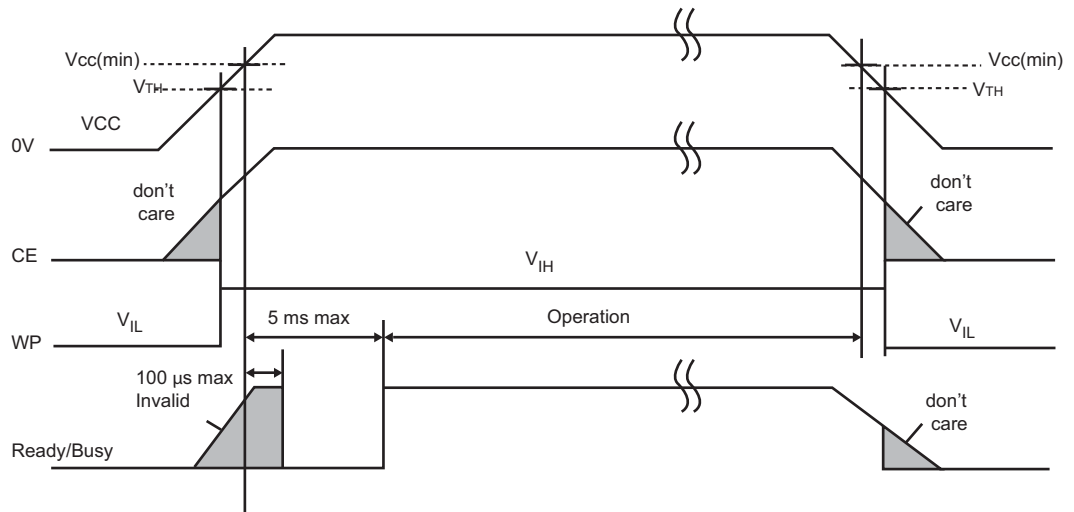 Vcc(min)
Vcc(min)
VTH
VTH
VCC
0V
don't
care
don't
care
CE
VIH
VIL
5 ms max
Operation
VIL
WP
100 µs max
Invalid
don't
care
Ready/Busy